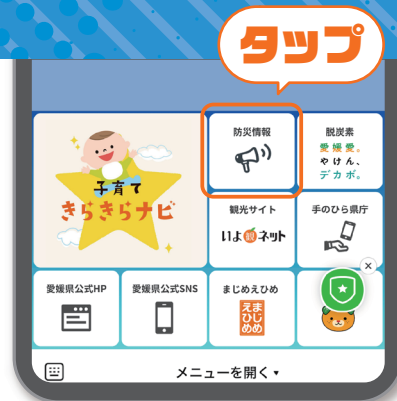 タップ
子育て
きらきらナビ
防災情報
脱炭素
愛媛愛。
やけん、
デカボ。
観光サイト
いよ観ネット
手のひら県庁
愛媛県公式HP
愛媛県公式SNS
まじめえひめ
まじめ
えひめ
メニューを開く▼